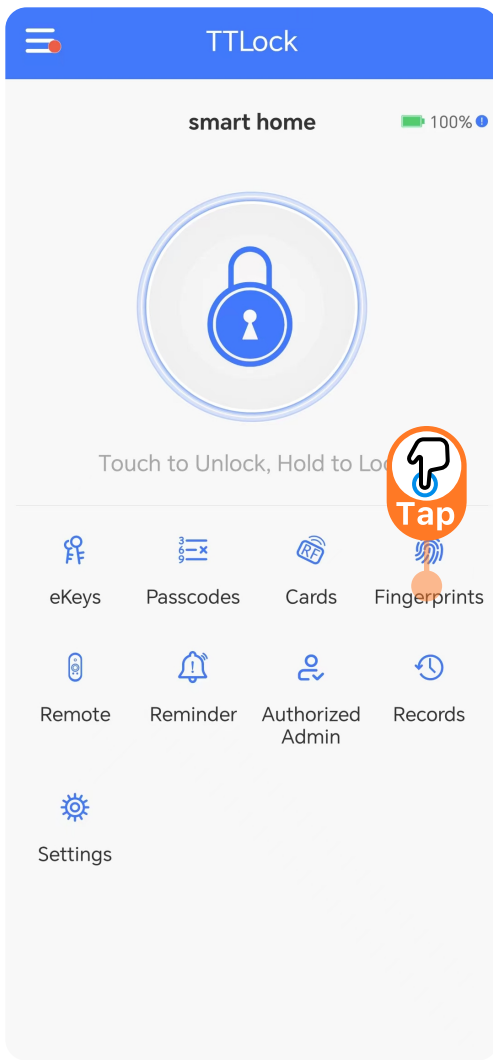 TTLock
smart home
100%
Touch to Unlock, Hold to Loc
Tap
eKeys Passcodes Cards Fingerprints
Remote Reminder Authorized Admin Records
Settings